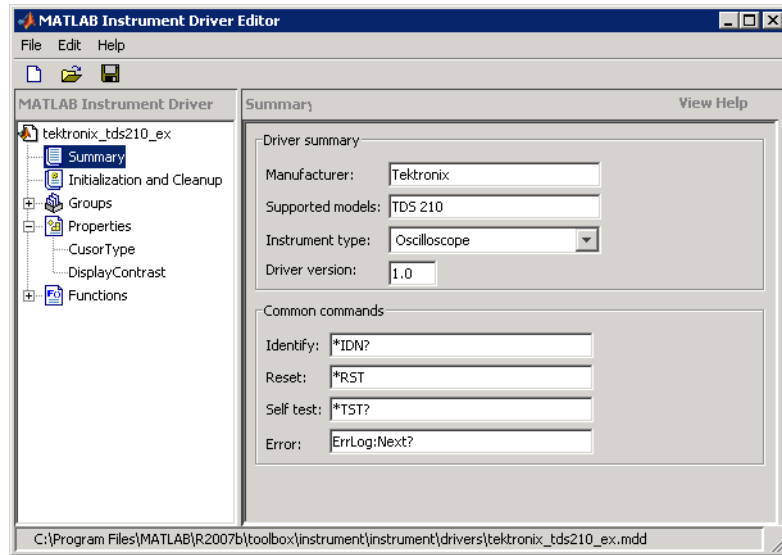 MATLAB Instrument Driver Editor
File Edit Help
MATLAB Instrument Driver
tektronix_tds210_ex
Summary
Initialization and Cleanup
Groups
Properties
CusorType
DisplayContrast
Functions
Summary View Help
Driver summary
Manufacturer: Tektronix
Supported models: TDS 210
Instrument type: Oscilloscope
Driver version: 1.0
Common commands
Identify: *IDN?
Reset: *RST
Self test: *TST?
Error: ErrLog:Next?
C:\Program Files\MATLAB\R2007b\toolbox\instrument\instrument\drivers\tektronix_tds210_ex.mdd